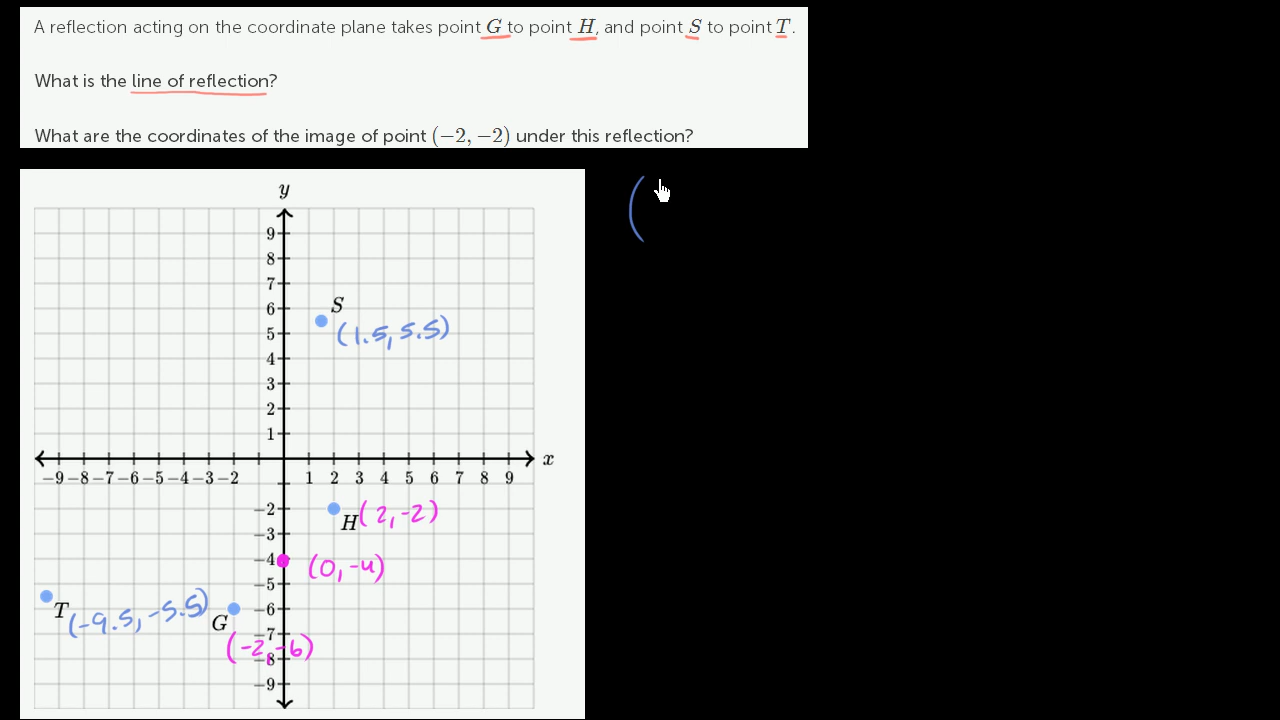 A reflection acting on the coordinate plane takes point G to point H, and point S to point T.
What is the line of reflection?
What are the coordinates of the image of point (−2, −2) under this reflection?
y
(
9
8
7
6
S
5
(1.5, 5.5)
4
3
2
1
x
−9 −8 −7 −6 −5 −4 −3 −2 1 2 3 4 5 6 7 8 9
−2
H (2, -2)
−3
−4
(0, -4)
−5
T
(-9.5, -5.5)
−6
G
−7
(-2, -6)
−8
−9